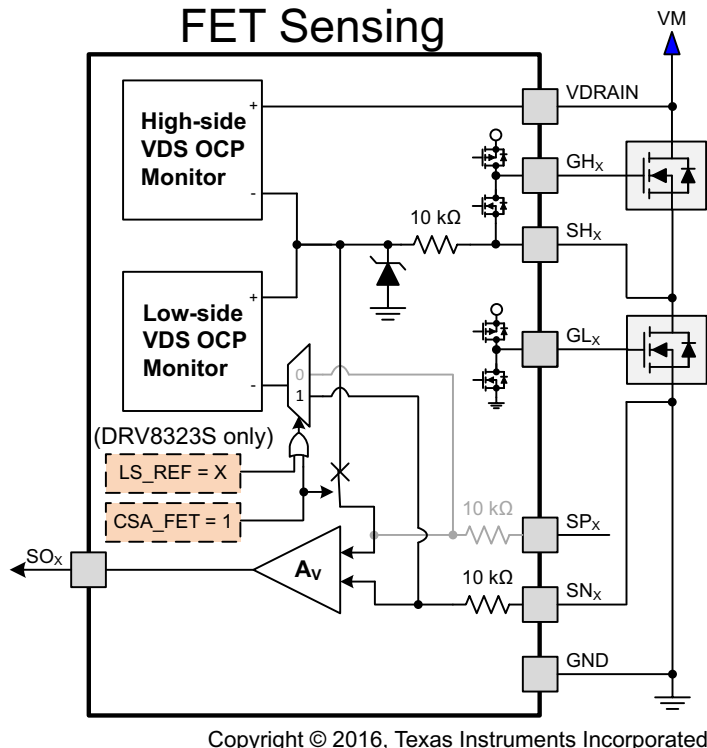 FET Sensing
VM
VDRAIN
+
High-side
VDS OCP
Monitor
-
GHX
10 kΩ
SHX
+
Low-side
VDS OCP
Monitor
-
GLX
0
1
(DRV8323S only)
LS_REF = X
CSA_FET = 1
10 kΩ
SPX
SOX
AV
10 kΩ
SNX
GND
Copyright © 2016, Texas Instruments Incorporated